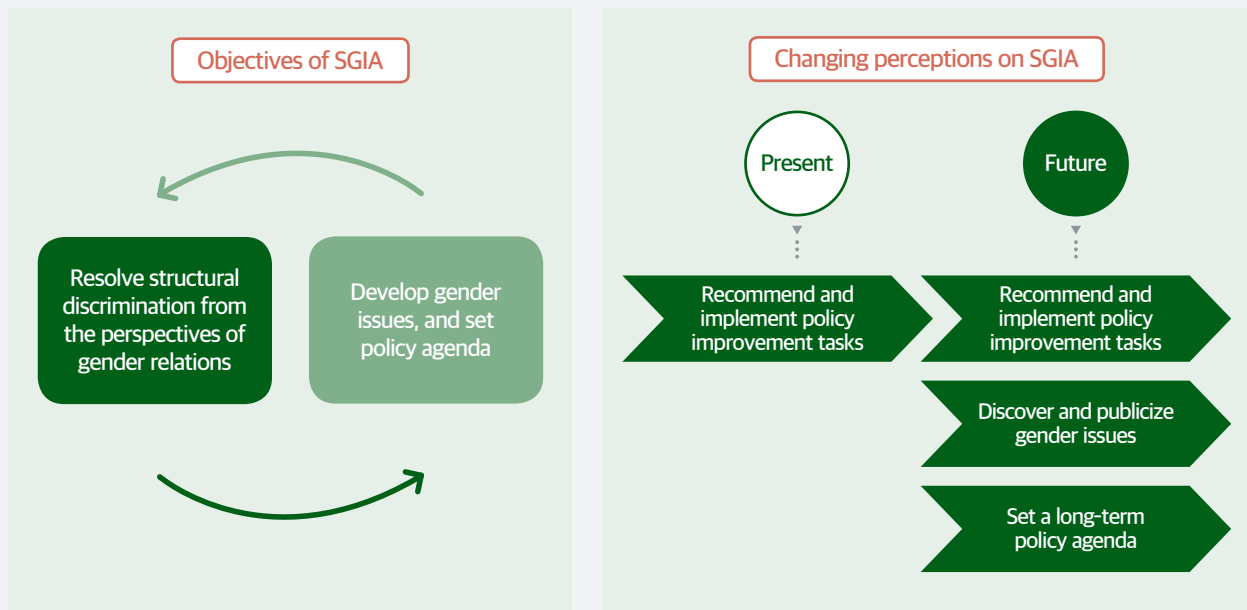 Objectives of SGIA
Resolve structural
discrimination from
the perspectives of
gender relations
Develop gender
issues, and set
policy agenda
Changing perceptions on SGIA
Present
Future
Recommend and
implement policy
improvement tasks
Recommend and
implement policy
improvement tasks
Discover and publicize
gender issues
Set a long-term
policy agenda